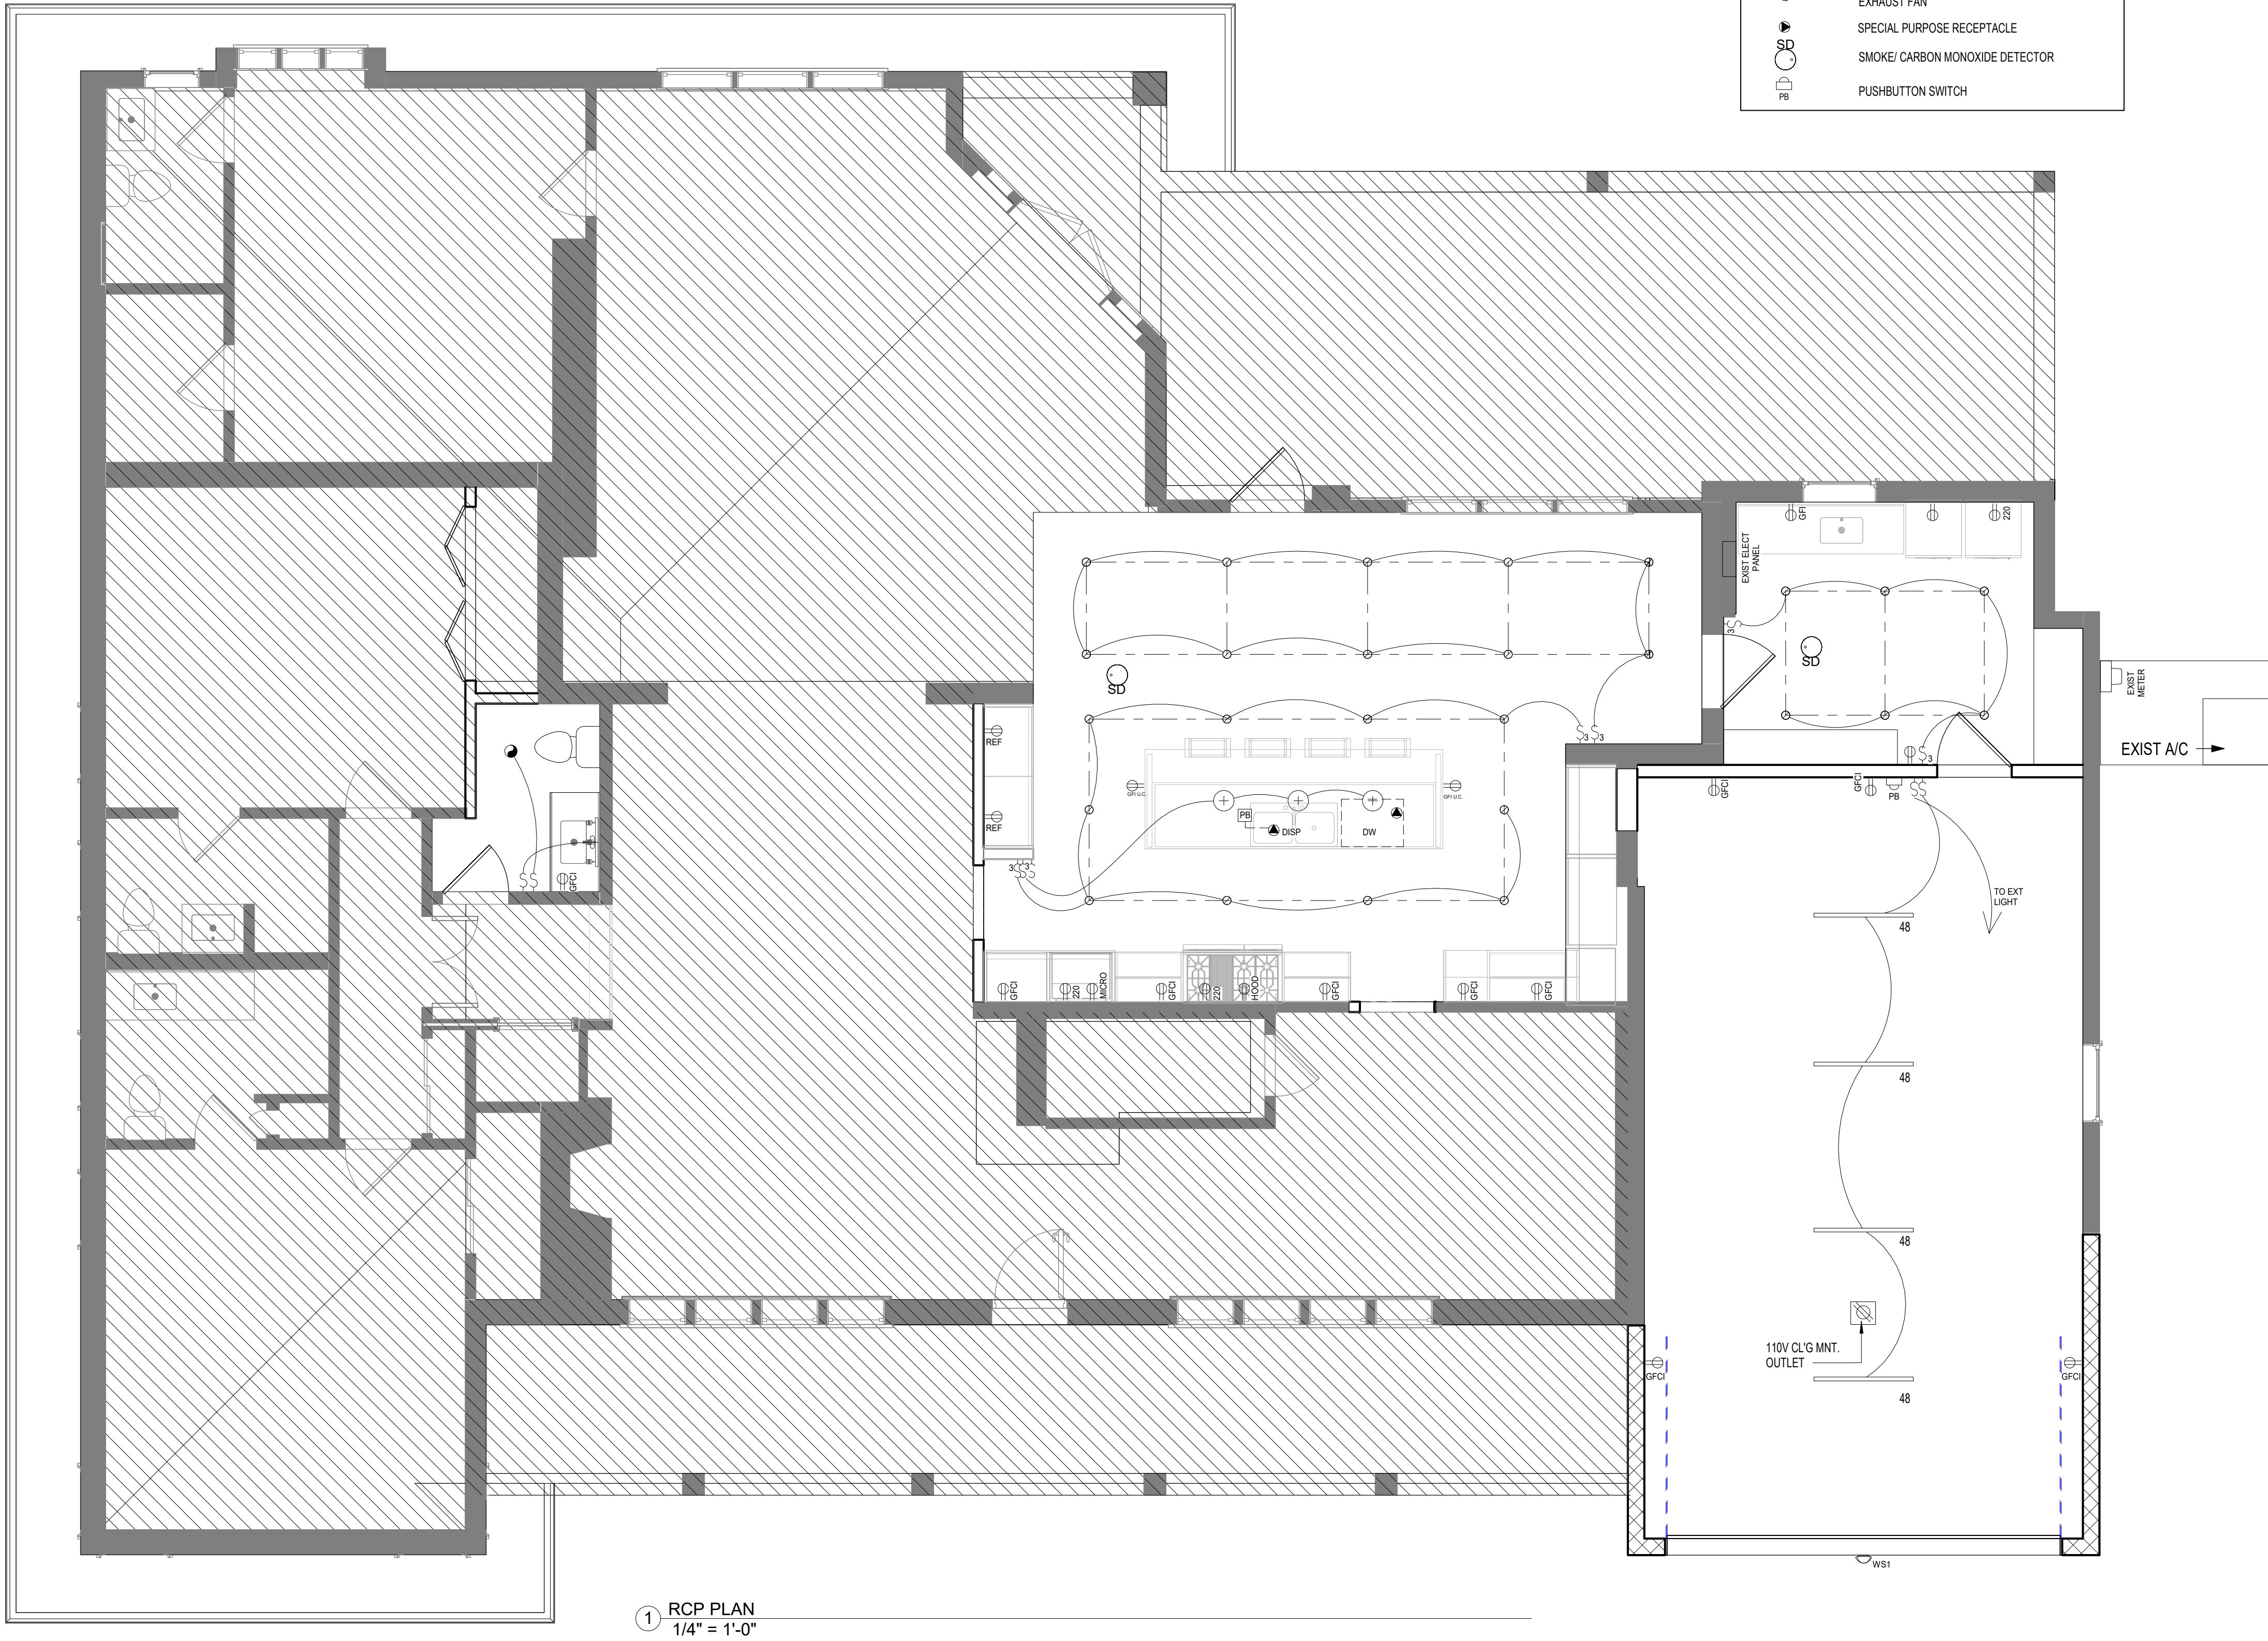 EXHAUST FAN
SPECIAL PURPOSE RECEPTACLE
SD
SMOKE/ CARBON MONOXIDE DETECTOR
PB
PUSHBUTTON SWITCH
GFI
220
EXIST ELECT
PANEL
3
SD
SD
EXIST
METER
EXIST A/C
REF
3
3
3
GFI U.C.
GFI U.C.
GFCI
GFCI
PB
PB
DISP
DW
REF
3
3
GFCI
TO EXT
LIGHT
48
GFCI
220
MICRO
GFCI
220
HOOD
GFCI
GFCI
GFCI
48
48
110V CL'G MNT.
OUTLET
GFCI
GFCI
48
WS1
1
RCP PLAN
1/4" = 1'-0"